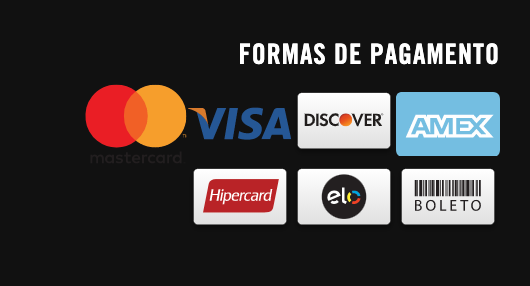 FORMAS DE PAGAMENTO
mastercard
VISA
DISCOVER
AMEX
Hipercard
elo
BOLETO